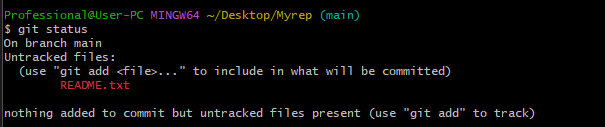 Professional@User-PC MINGW64 ~/Desktop/Myrep (main)
$ git status
On branch main
Untracked files:
  (use "git add <file>..." to include in what will be committed)
        README.txt

nothing added to commit but untracked files present (use "git add" to track)